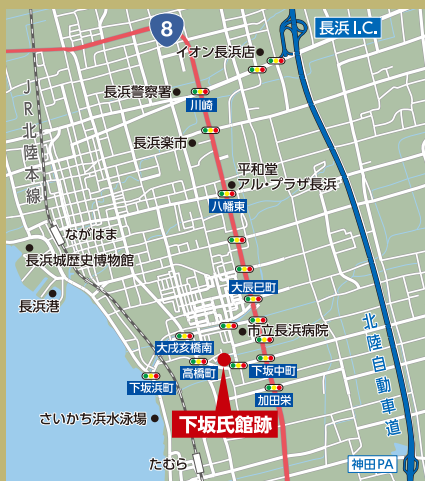 8
長浜 I.C.
イオン長浜店
長浜警察署
川崎
JR北陸本線
長浜楽市
平和堂
アル・プラザ長浜
八幡東
ながはま
長浜城歴史博物館
大辰巳町
長浜港
北陸自動車道
市立長浜病院
大戌亥橋南
高橋町
下坂中町
下坂浜町
加田栄
さいかち浜水泳場
下坂氏館跡
たむら
神田PA